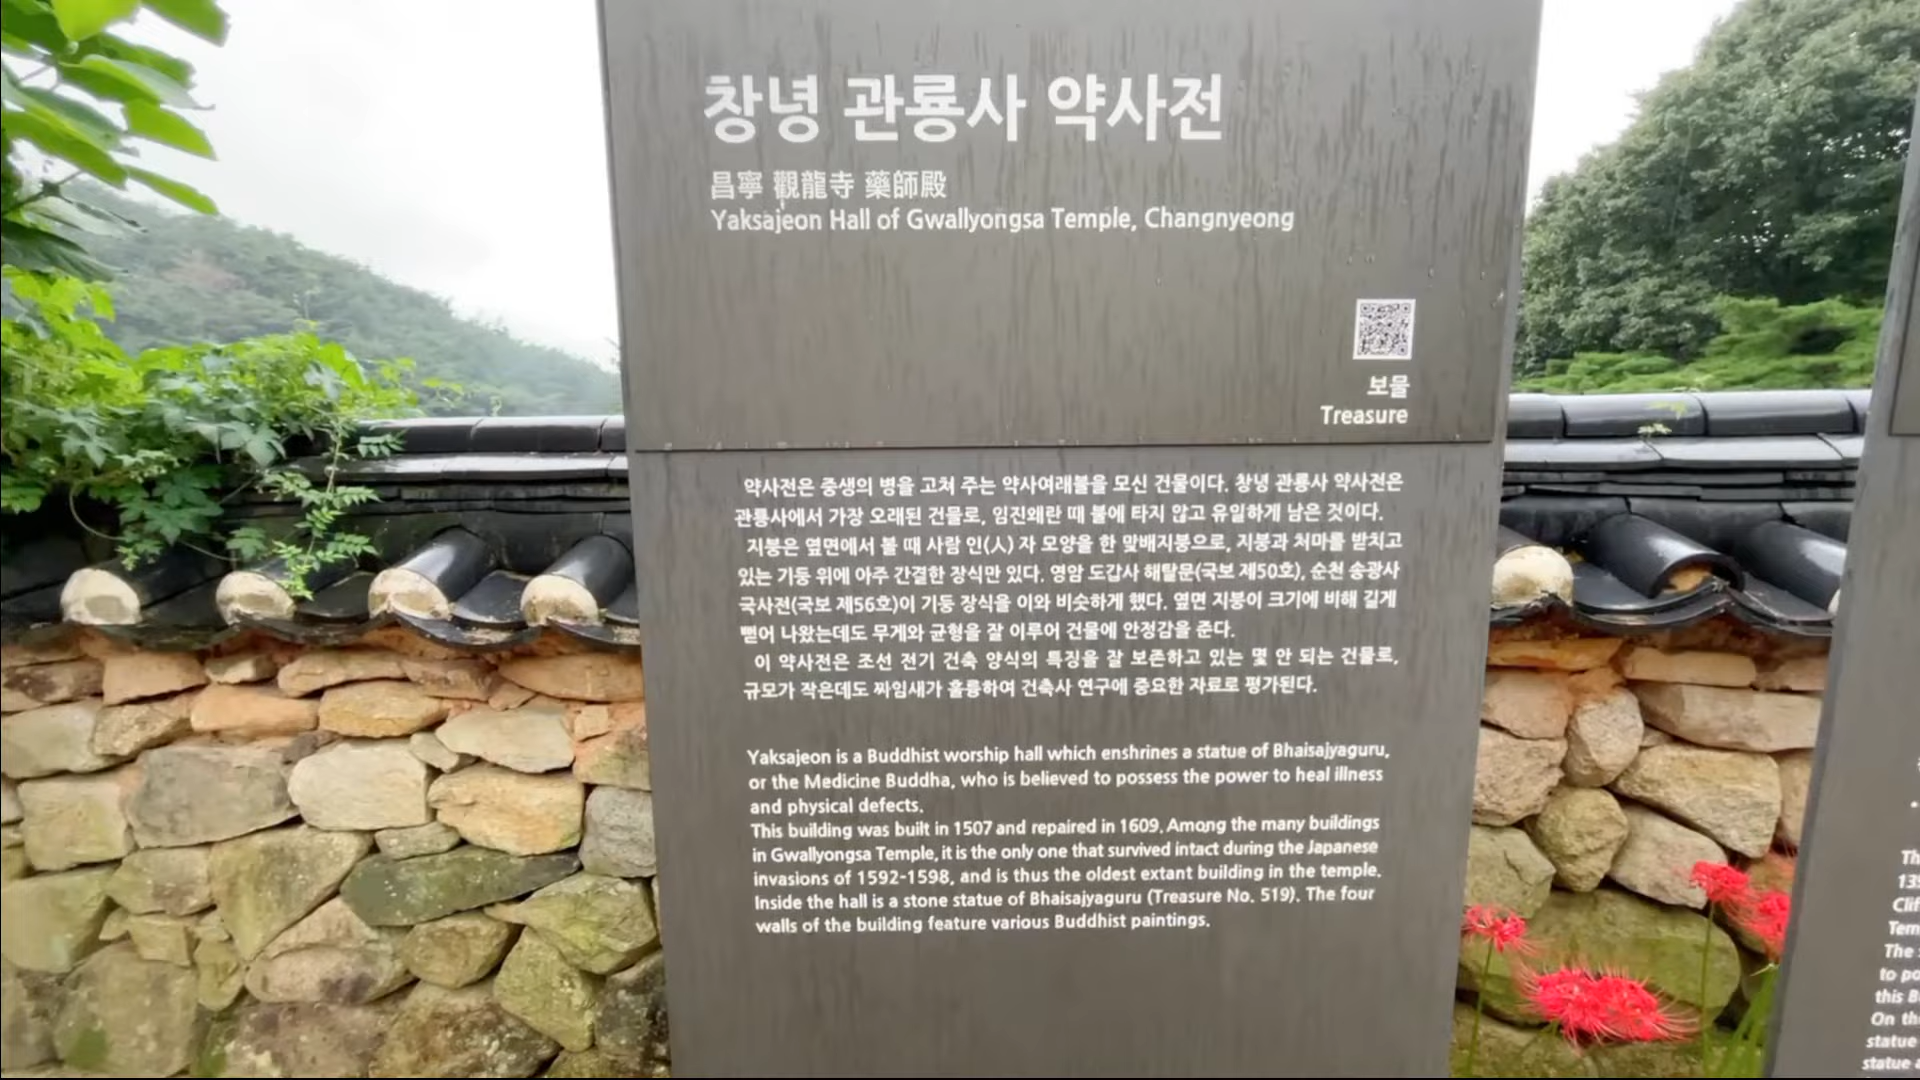 창녕 관룡사 약사전
昌寧 觀龍寺 藥師殿
Yaksajeon Hall of Gwallyongsa Temple, Changnyeong
보물
Treasure
약사전은 중생의 병을 고쳐 주는 약사여래불을 모신 건물이다. 창녕 관룡사 약사전은
관룡사에서 가장 오래된 건물로, 임진왜란 때 불에 타지 않고 유일하게 남은 것이다.
지붕은 옆면에서 볼 때 사람 인(人) 자 모양을 한 맞배지붕으로, 지붕과 처마를 받치고
있는 기둥 위에 아주 간결한 장식만 있다. 영암 도갑사 해탈문(국보 제50호), 순천 송광사
국사전(국보 제56호)이 기둥 장식을 이와 비슷하게 했다. 옆면 지붕이 크기에 비해 길게
뻗어 나왔는데도 무게와 균형을 잘 이루어 건물에 안정감을 준다.
이 약사전은 조선 전기 건축 양식의 특징을 잘 보존하고 있는 몇 안 되는 건물로,
규모가 작은데도 짜임새가 훌륭하여 건축사 연구에 중요한 자료로 평가된다.
Yaksajeon is a Buddhist worship hall which enshrines a statue of Bhaisajyaguru,
or the Medicine Buddha, who is believed to possess the power to heal illness
and physical defects.
This building was built in 1507 and repaired in 1609. Among the many buildings
in Gwallyongsa Temple, it is the only one that survived intact during the Japanese
invasions of 1592-1598, and is thus the oldest extant building in the temple.
Inside the hall is a stone statue of Bhaisajyaguru (Treasure No. 519). The four
walls of the building feature various Buddhist paintings.
The
to
this
On
statue
statue